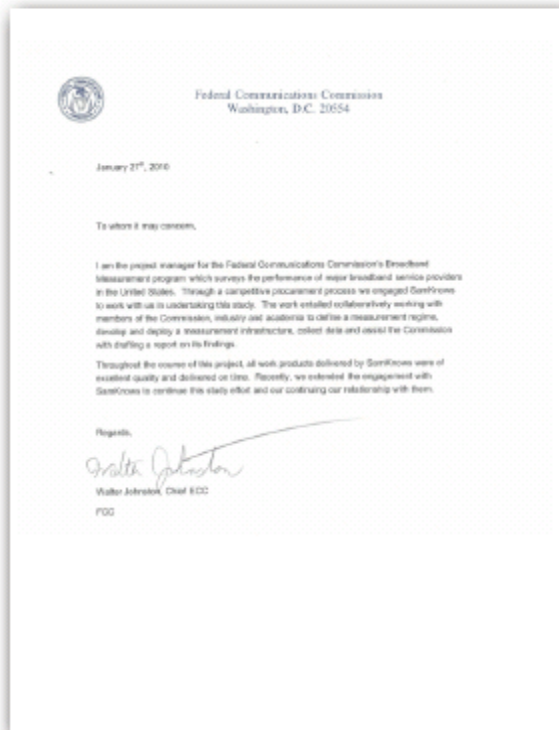 Federal Communications Commission
Washington, D.C. 20554
January 27th, 2010
To whom it may concern,
I am the project manager for the Federal Communications Commission's Broadband
Measurement program which surveys the performance of major broadband service providers
in the United States. Through a competitive procurement process we engaged SamKnows
to work with us in undertaking this study. The work entailed collaboratively working with
members of the Commission, industry and academia to define a measurement regime,
develop and deploy a measurement infrastructure, collect data and assist the Commission
with drafting a report on its findings.
Throughout the course of this project, all work products delivered by SamKnows were of
excellent quality and delivered on time. Recently, we extended the engagement with
SamKnows to continue this study effort and our continuing our relationship with them.
Regards,
Walter Johnston
Walter Johnston, Chief ECC
FCC